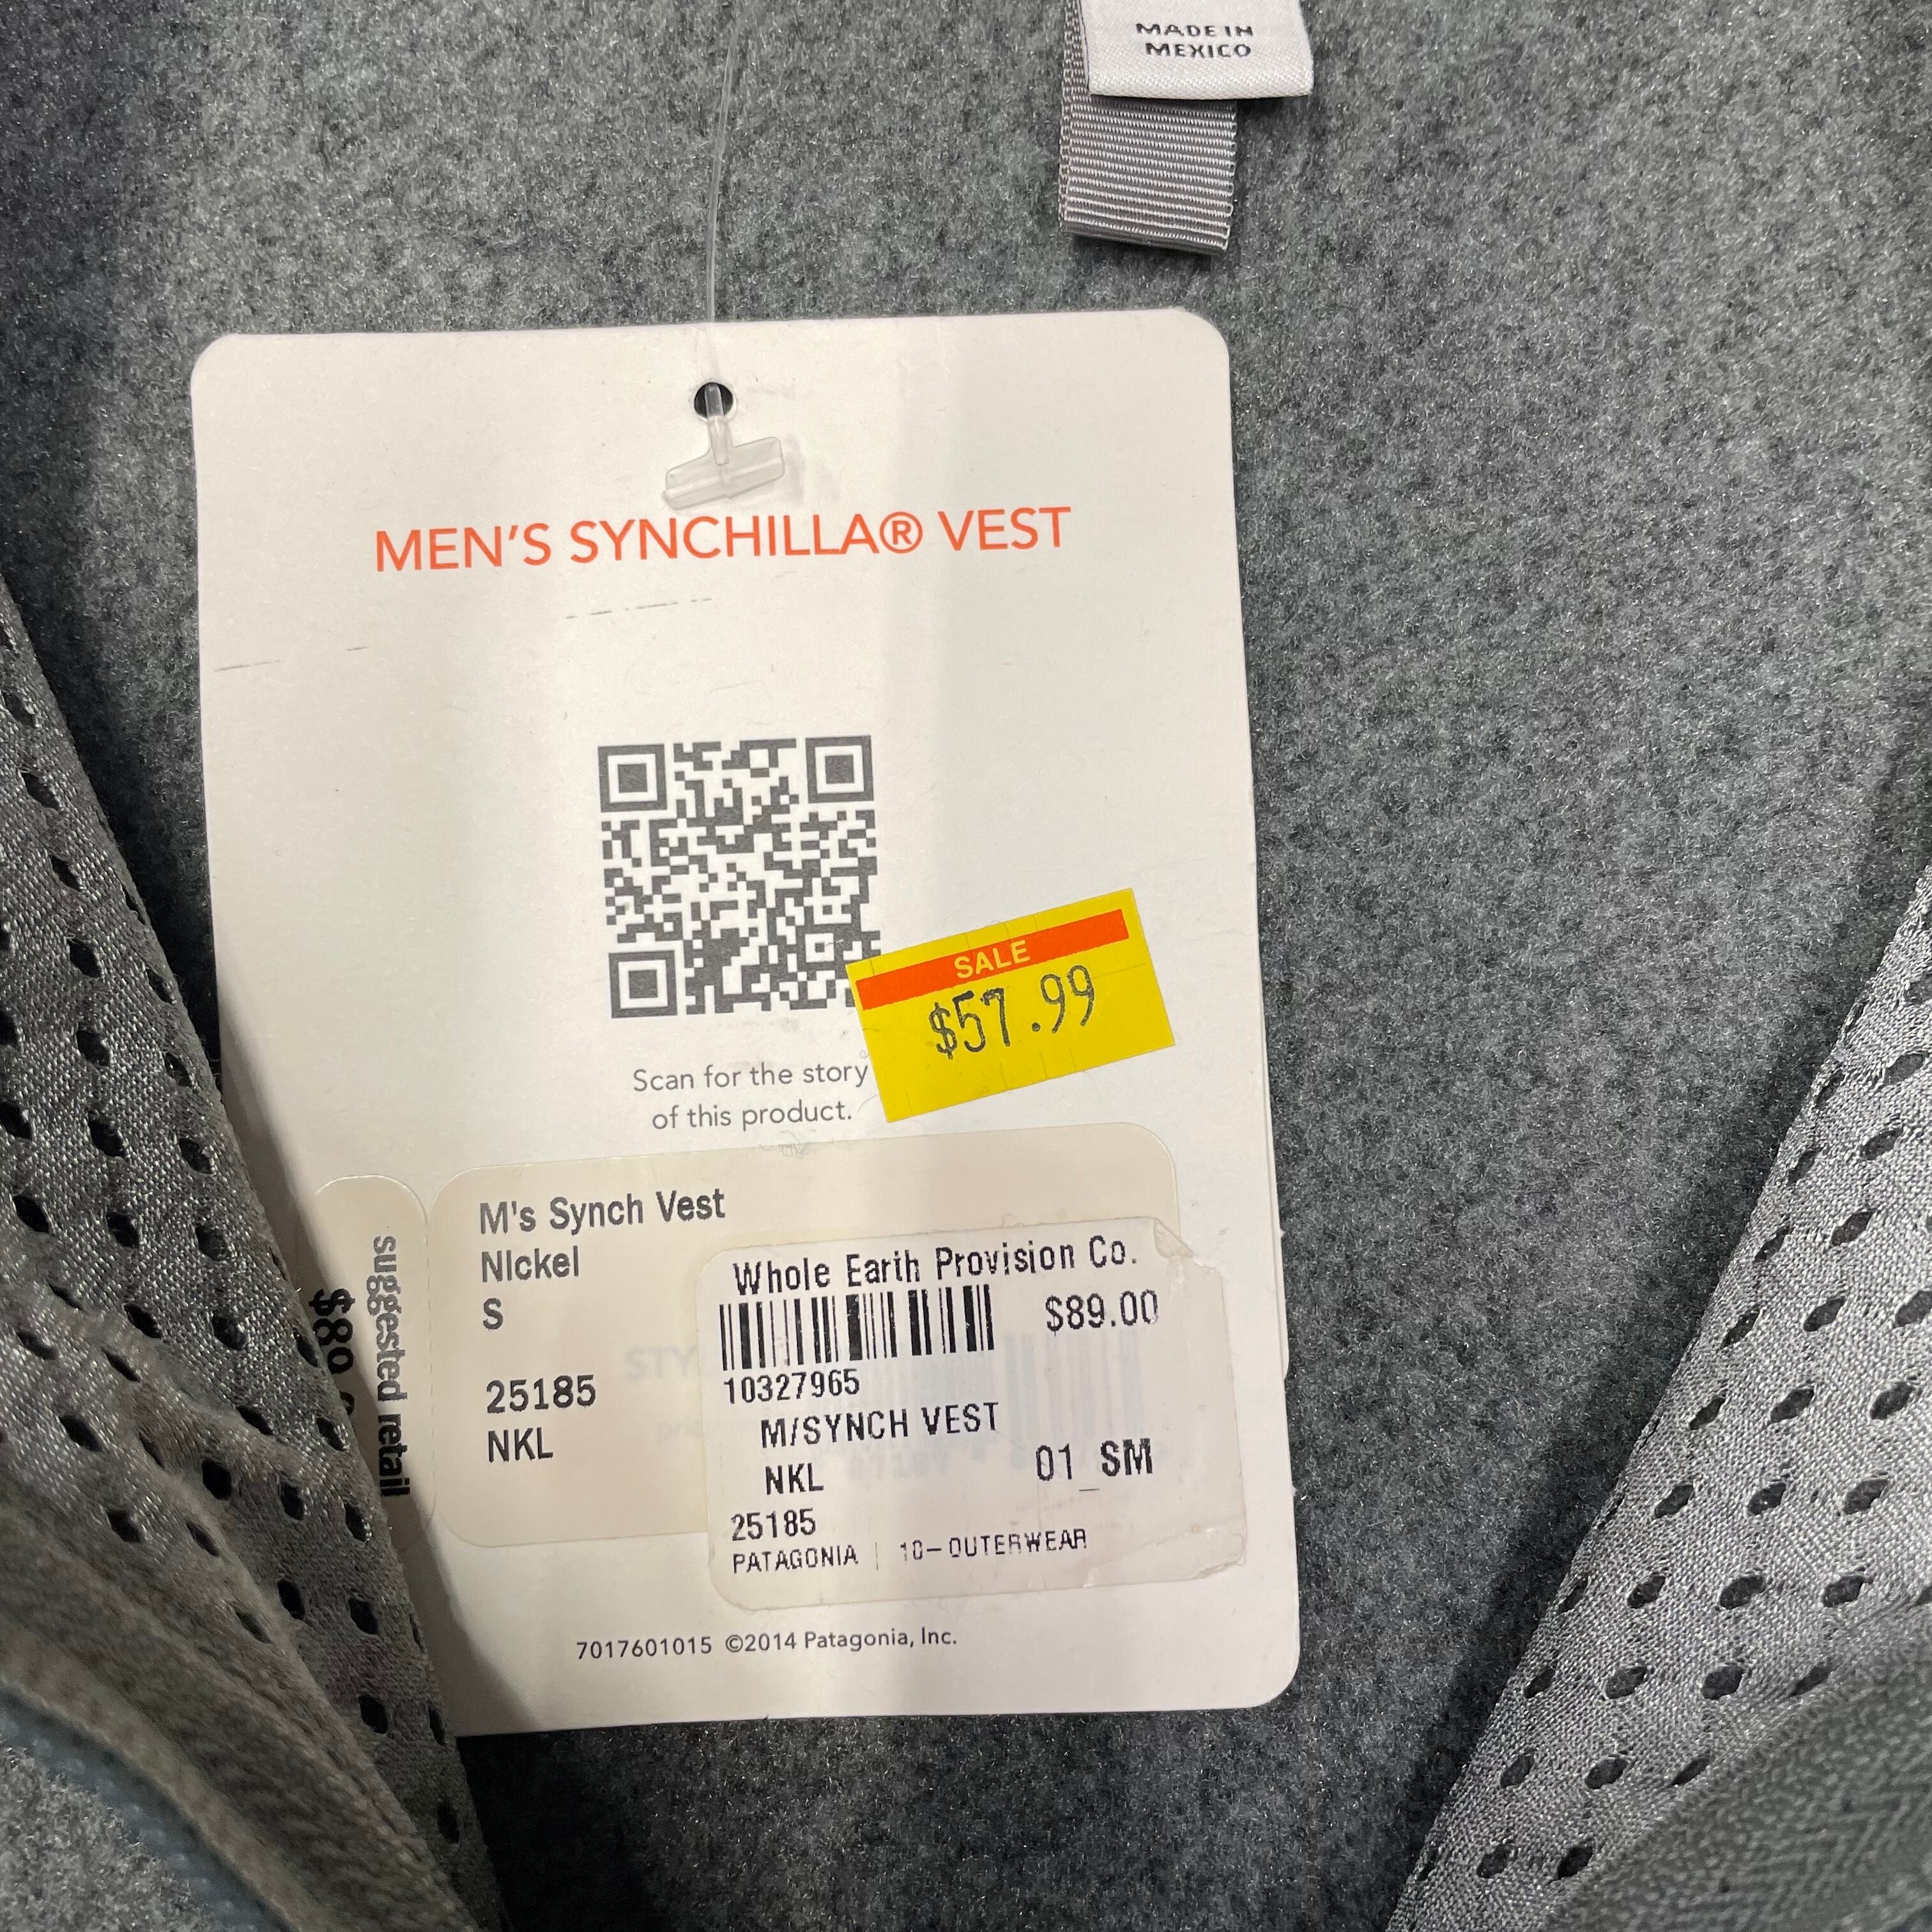 MADE IN
MEXICO
MEN'S SYNCHILLA® VEST
SALE
$57.99
Scan for the story
of this product.
M's Synch Vest
NIckel
S
25185
NKL
suggested retail
Whole Earth Provision Co.
$89.00
10327965
M/SYNCH VEST
NKL
01 SM
25185
PATAGONIA | 10-OUTERWEAR
7017601015 ©2014 Patagonia, Inc.